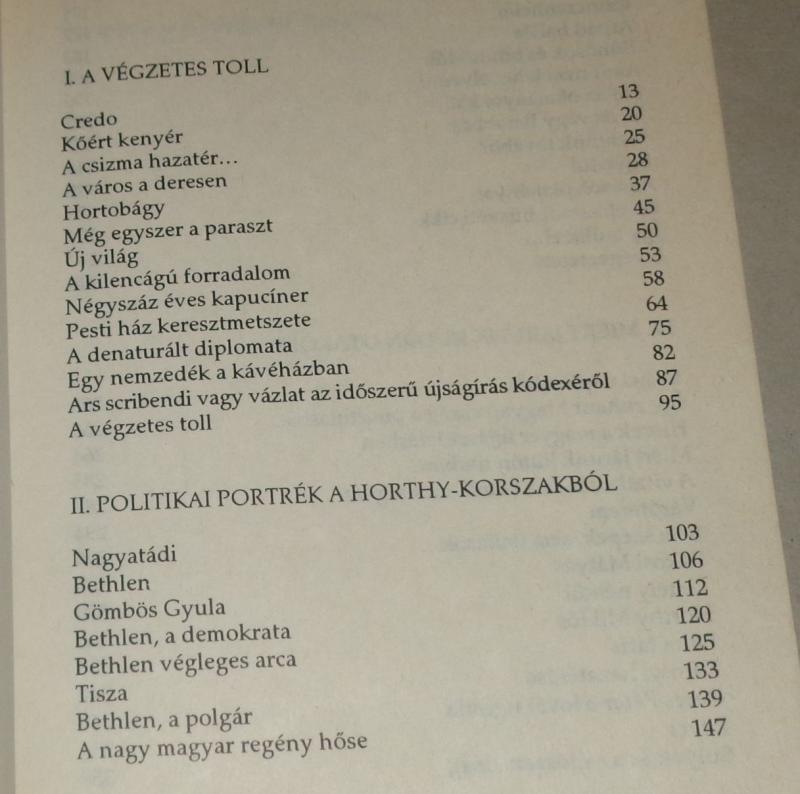 I. A VÉGZETES TOLL
Credo 13
Kőért kenyér 20
A csizma hazatér... 25
A város a deresen 28
Hortobágy 37
Még egyszer a paraszt 45
Új világ 50
A kilencágú forradalom 53
Négyszáz éves kapucíner 58
Pesti ház keresztmetszete 64
A denaturált diplomata 75
Egy nemzedék a kávéházban 82
Ars scribendi vagy vázlat az időszerű újságírás kódexéről 87
A végzetes toll 95
II. POLITIKAI PORTRÉK A HORTHY-KORSZAKBÓL
Nagyatádi 103
Bethlen 106
Gömbös Gyula 112
Bethlen, a demokrata 120
Bethlen végleges arca 125
Tisza 133
Bethlen, a polgár 139
A nagy magyar regény hőse 147